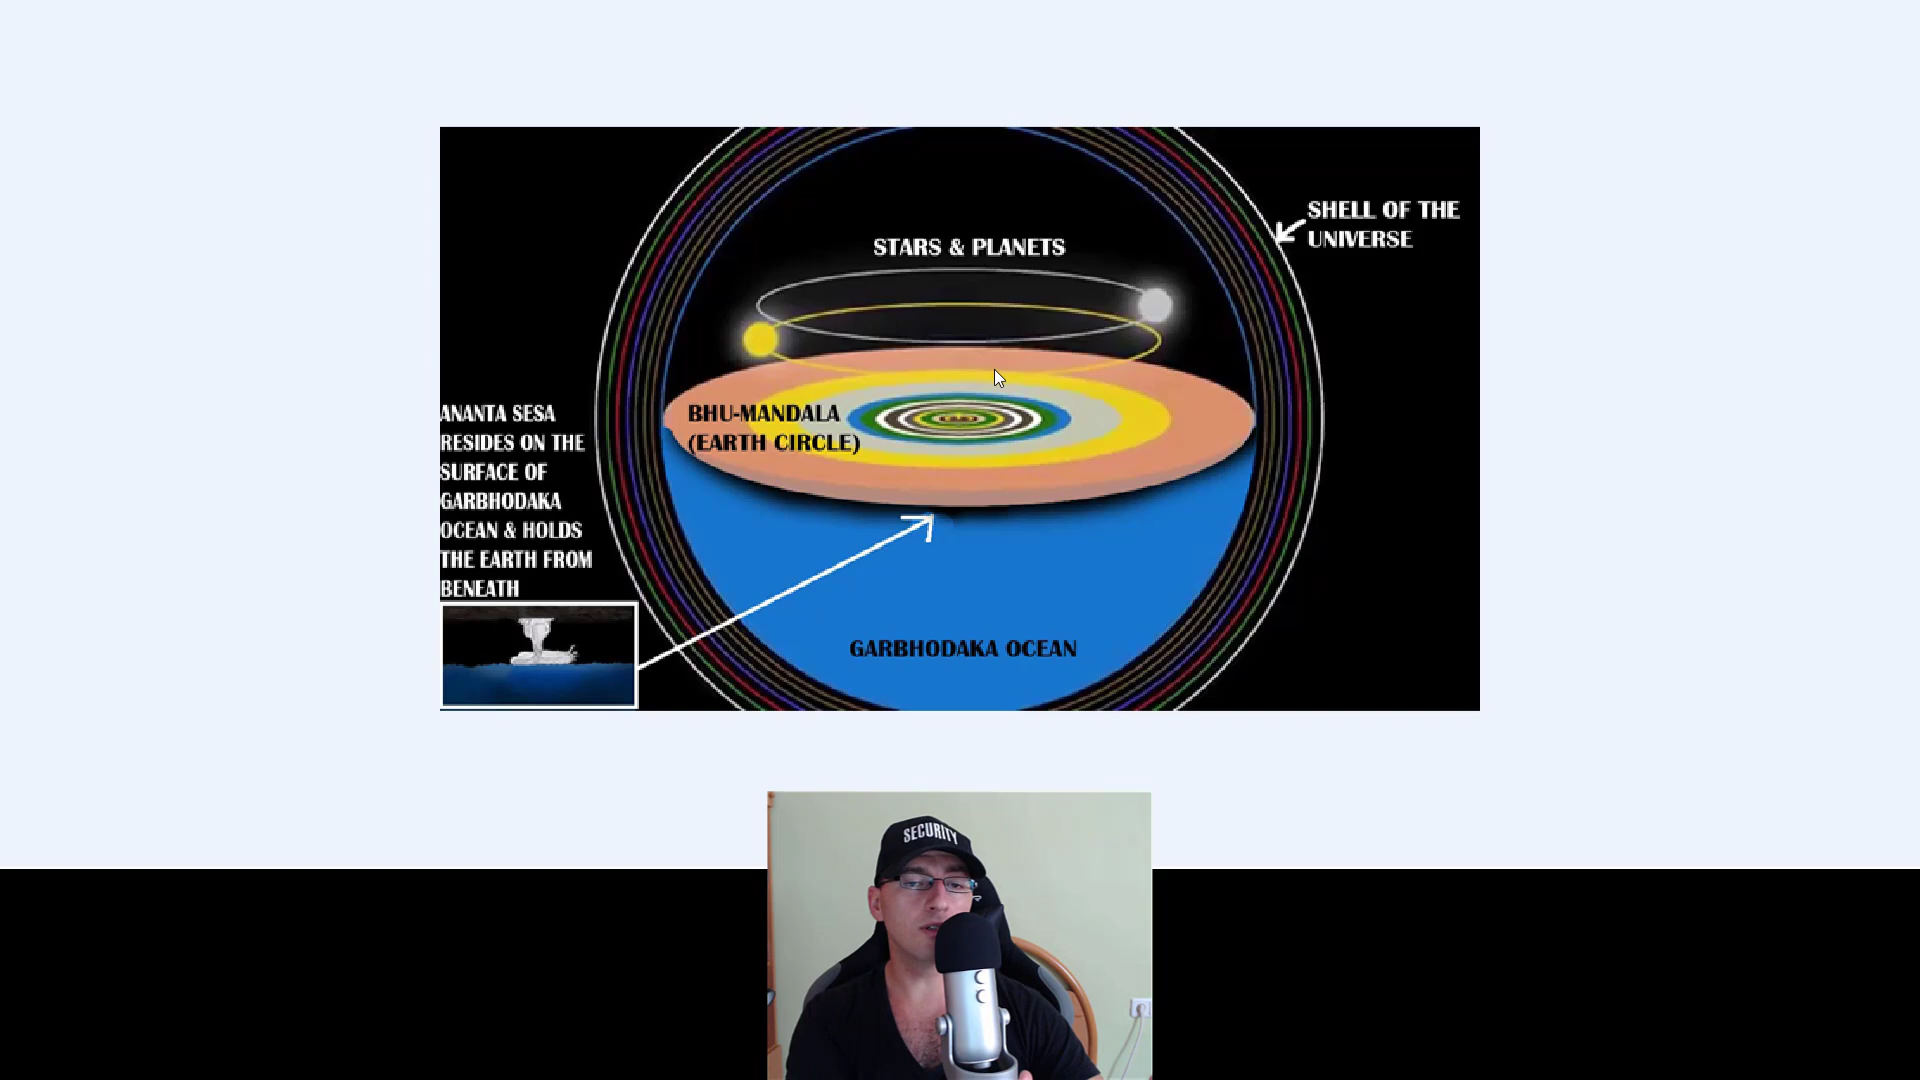 SHELL OF THE
UNIVERSE
STARS & PLANETS
BHU-MANDALA
(EARTH CIRCLE)
ANANTA SESA
RESIDES ON THE
SURFACE OF
GARBHODAKA
OCEAN & HOLDS
THE EARTH FROM
BENEATH
GARBHODAKA OCEAN
SECURITY